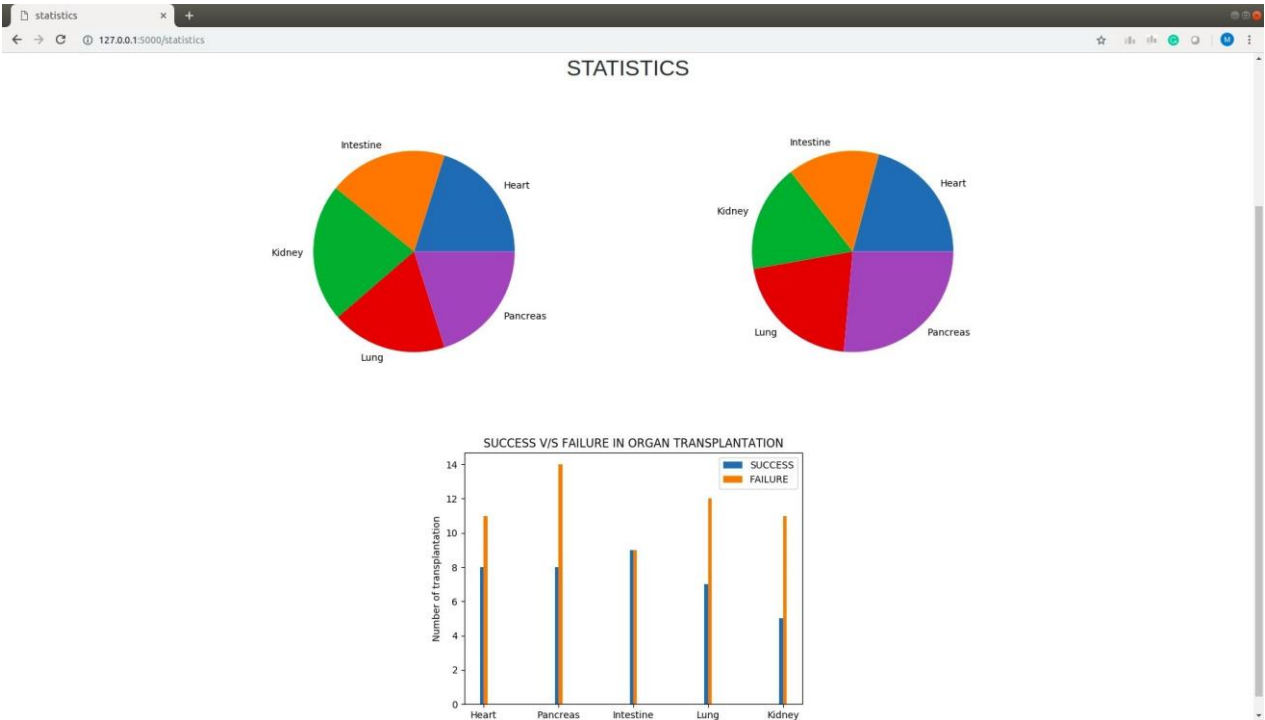 statistics
127.0.0.1:5000/statistics
M
STATISTICS
Intestine
Heart
Kidney
Lung
Pancreas
Intestine
Heart
Kidney
Lung
Pancreas
SUCCESS V/S FAILURE IN ORGAN TRANSPLANTATION
SUCCESS
FAILURE
Number of transplantation
14
12
10
8
6
4
2
0
Heart Pancreas Intestine Lung Kidney